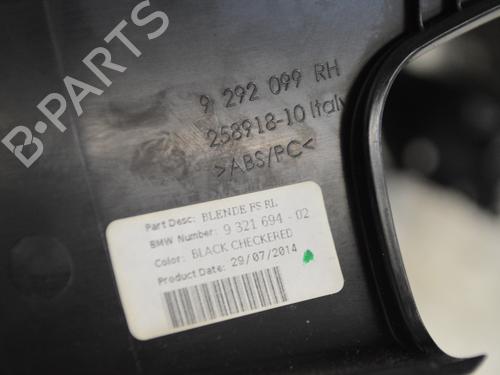 9 292 099 RH
258918-10 Italy
>ABS/PC<
Part Desc: BLENDE FS RL
BMW Number: 9 321 694 - 02
Color: BLACK CHECKERED
Product Date: 29/07/2014
B-PARTS